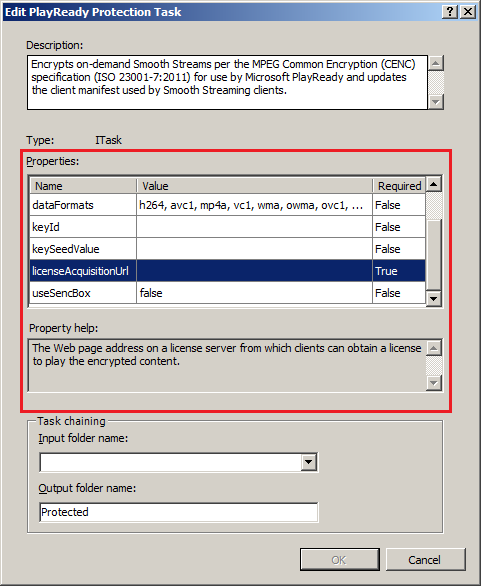 Edit PlayReady Protection Task
Description:
Encrypts on-demand Smooth Streams per the MPEG Common Encryption (CENC)
specification (ISO 23001-7:2011) for use by Microsoft PlayReady and updates
the client manifest used by Smooth Streaming clients.
Type: ITask
Properties:
Name Value Required
dataFormats h264, avc1, mp4a, vc1, wma, owma, ovc1, ... False
keyId False
keySeedValue False
licenseAcquisitionUrl True
useSencBox false False
Property help:
The Web page address on a license server from which clients can obtain a license
to play the encrypted content.
Task chaining
Input folder name:
Output folder name:
Protected
OK Cancel